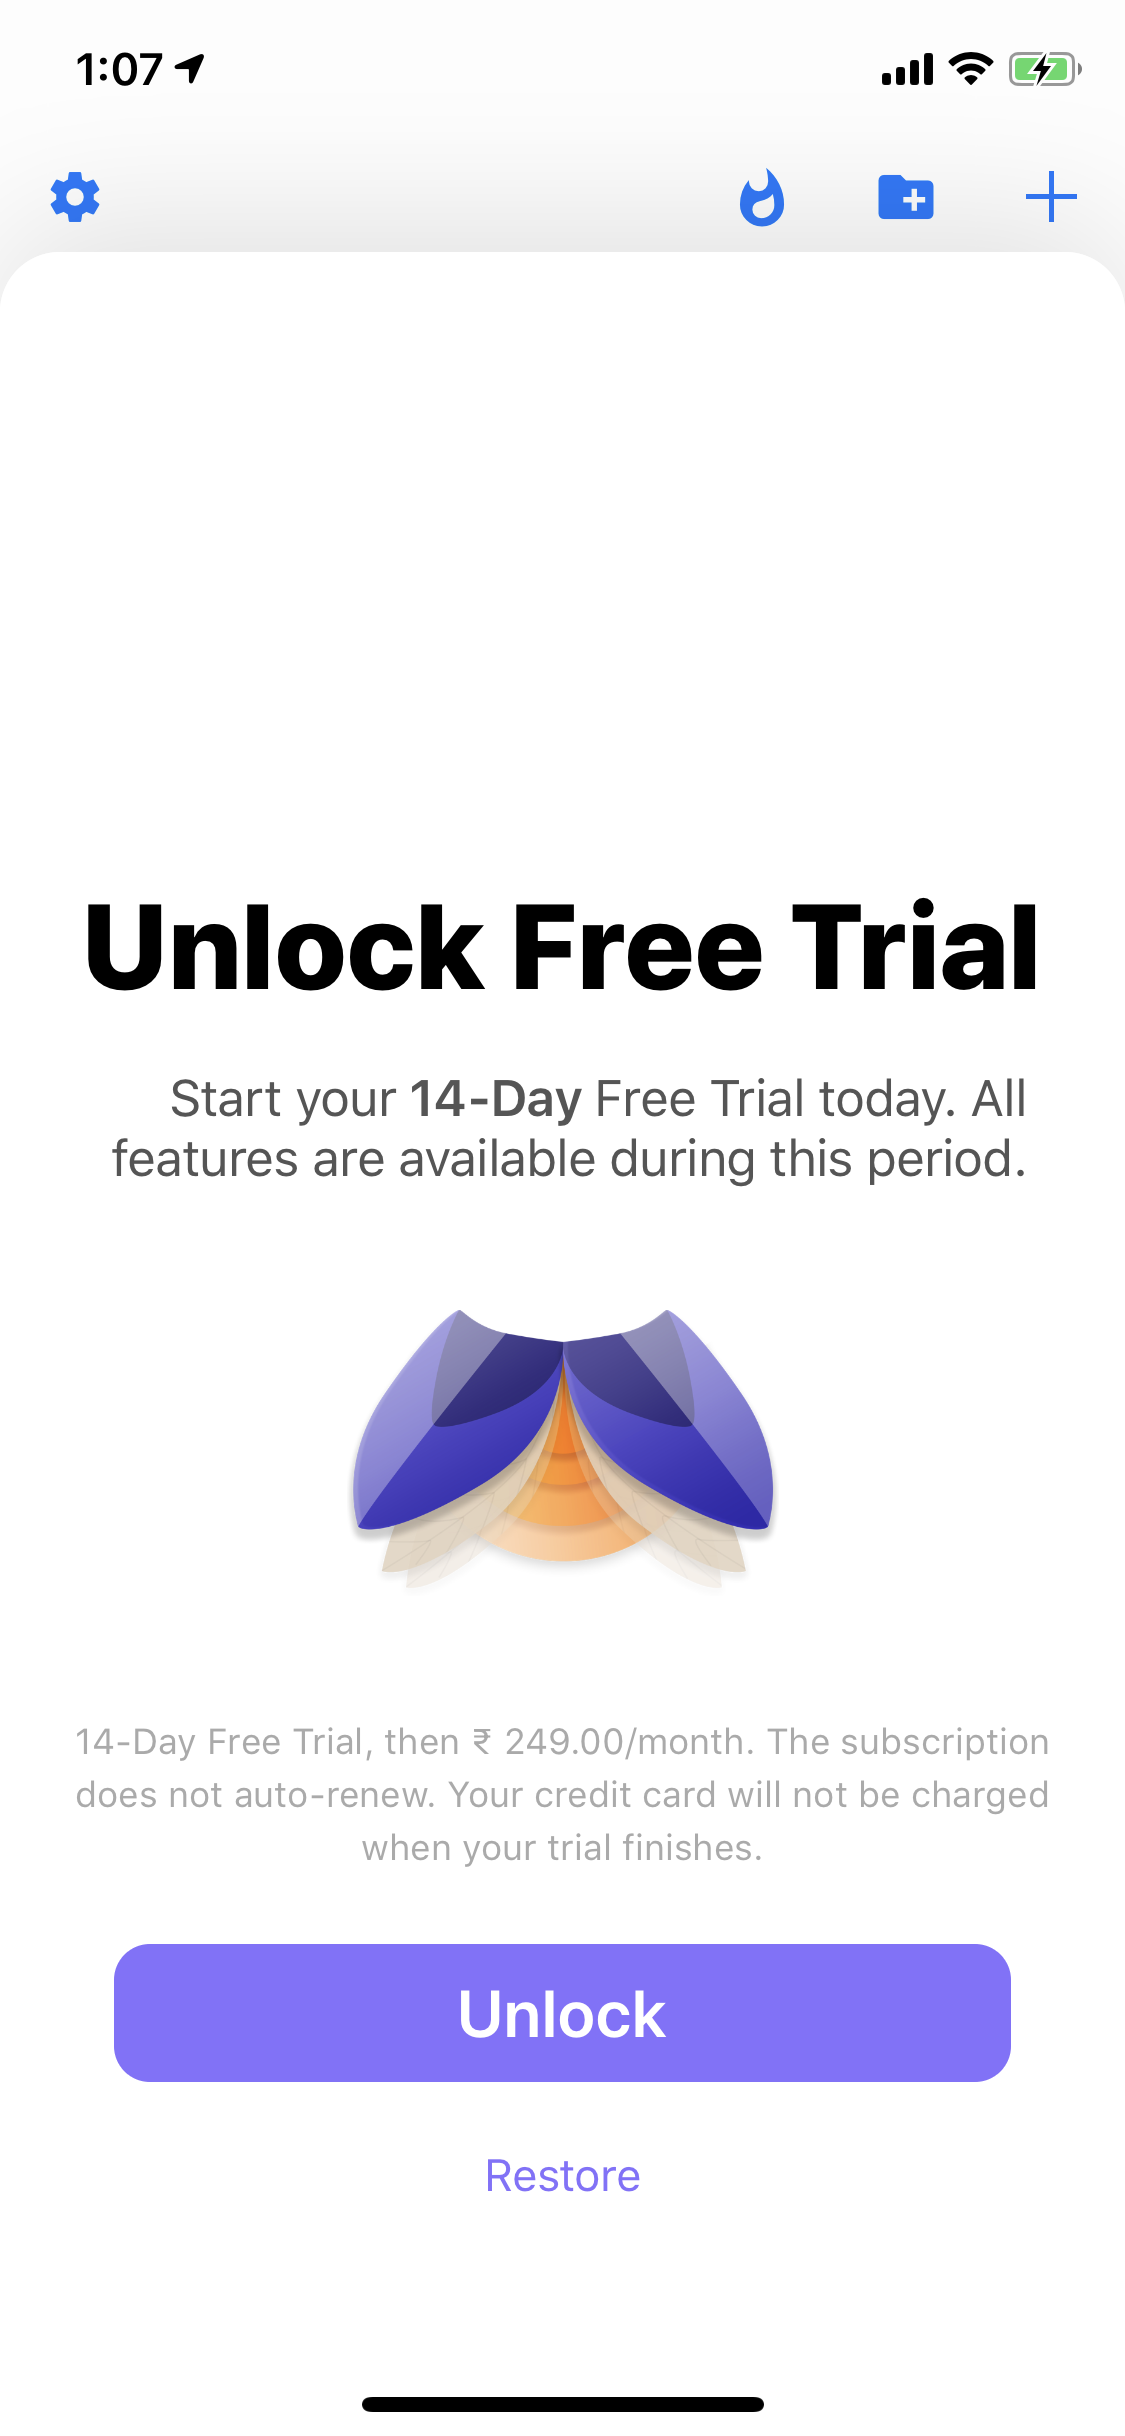 1:07
Unlock Free Trial
Start your 14-Day Free Trial today. All
features are available during this period.
14-Day Free Trial, then ₹ 249.00/month. The subscription
does not auto-renew. Your credit card will not be charged
when your trial finishes.
Unlock
Restore